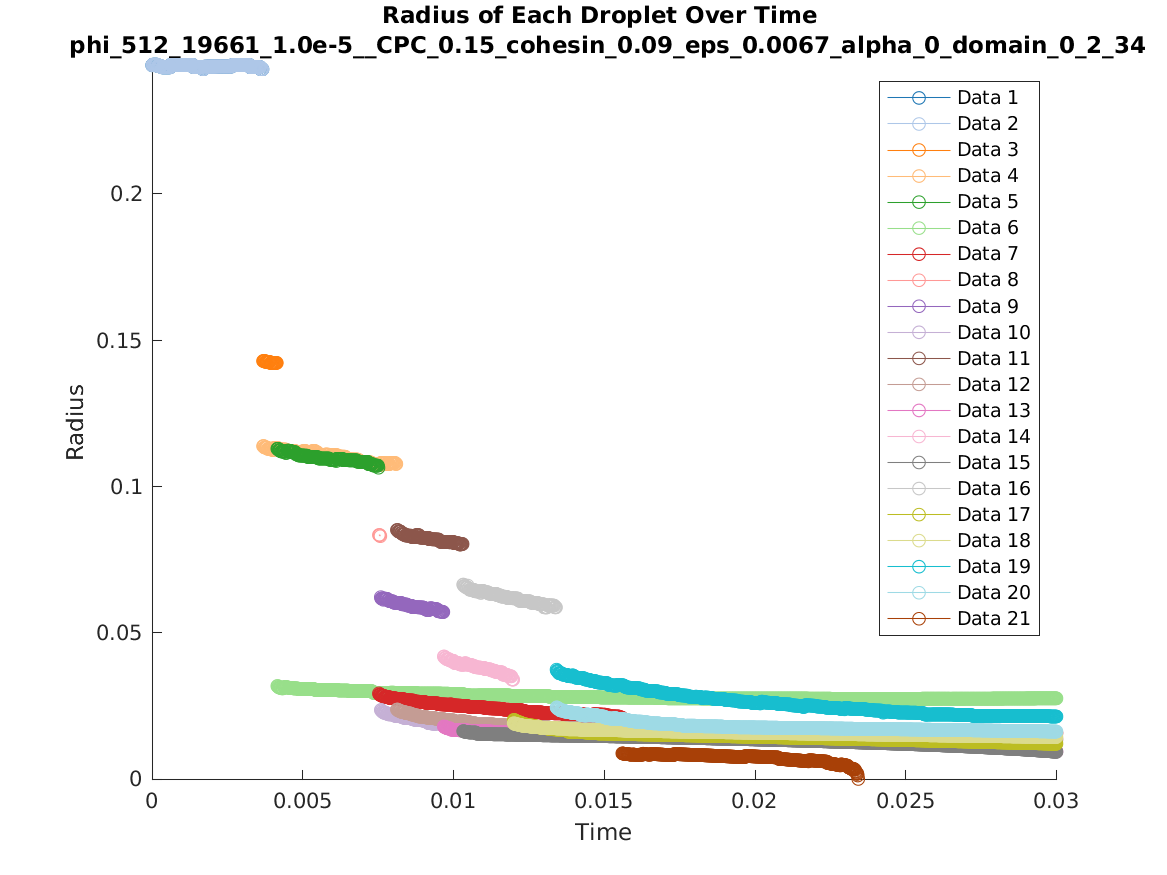 Radius of Each Droplet Over Time
phi_512_19661_1.0e-5__CPC_0.15_cohesin_0.09_eps_0.0067_alpha_0_domain_0_2_34
Data 1
Data 2
Data 3
Data 4
Data 5
Data 6
Data 7
Data 8
Data 9
Data 10
Data 11
Data 12
Data 13
Data 14
Data 15
Data 16
Data 17
Data 18
Data 19
Data 20
Data 21
0.2
0.15
0.1
0.05
0
Radius
0
0.005
0.01
0.015
0.02
0.025
0.03
Time